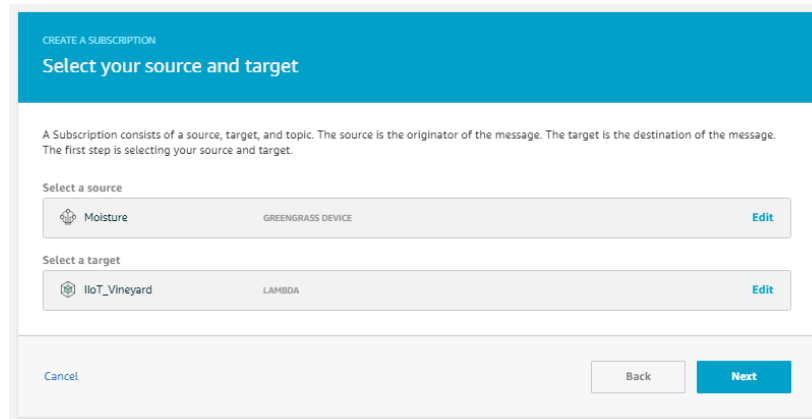 CREATE A SUBSCRIPTION
Select your source and target
A Subscription consists of a source, target, and topic. The source is the originator of the message. The target is the destination of the message.
The first step is selecting your source and target.
Select a source
Moisture GREENGRASS DEVICE Edit
Select a target
IIoT_Vineyard LAMBDA Edit
Cancel Back Next